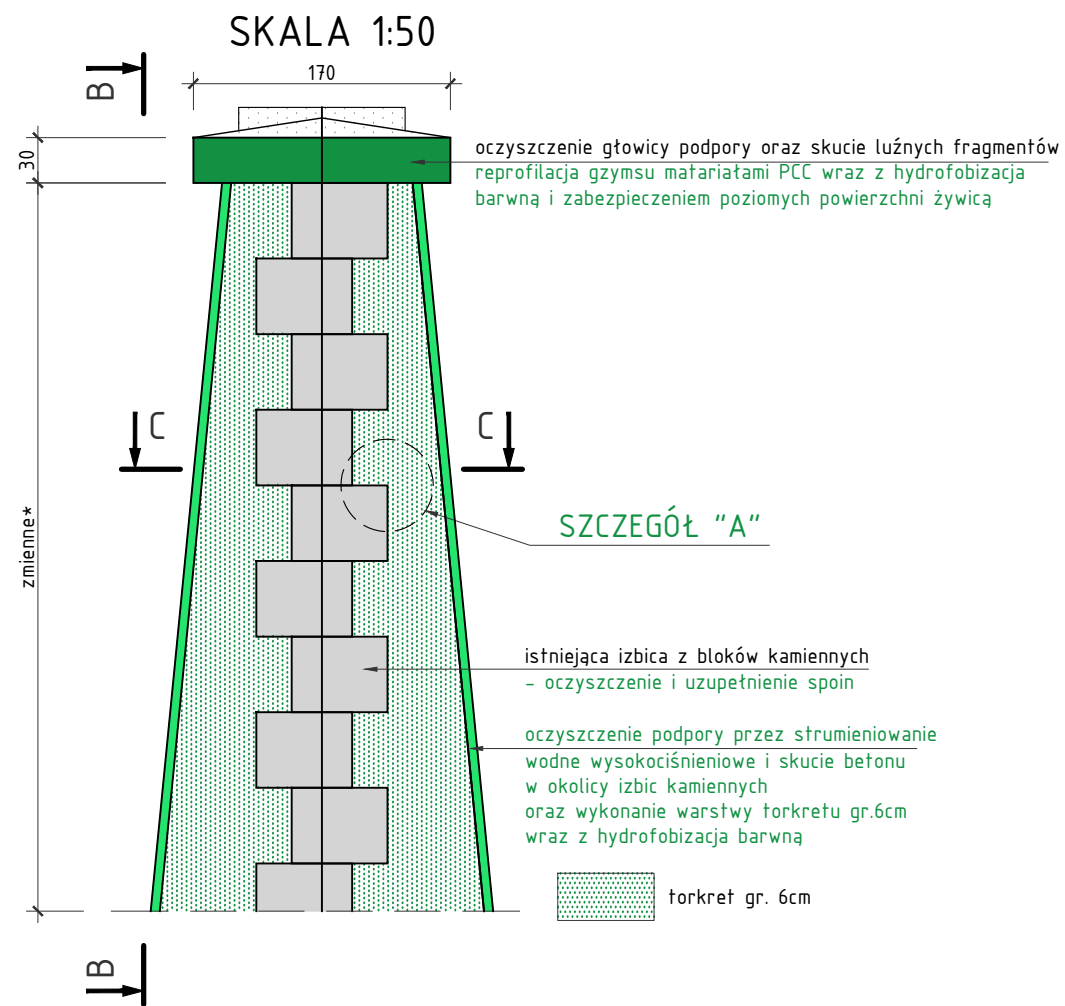 SKALA 1:50
B
170
30
oczyszczenie głowicy podpory oraz skucie luźnych fragmentów
reprofilacja gzymsu matariałami PCC wraz z hydrofobizacja
barwną i zabezpieczeniem poziomych powierzchni żywicą
C
C
zmienne*
SZCZEGÓŁ "A"
istniejąca izbica z bloków kamiennych
- oczyszczenie i uzupełnienie spoin
oczyszczenie podpory przez strumieniowanie
wodne wysokociśnieniowe i skucie betonu
w okolicy izbic kamiennych
oraz wykonanie warstwy torkretu gr.6cm
wraz z hydrofobizacja barwną
torkret gr. 6cm
B